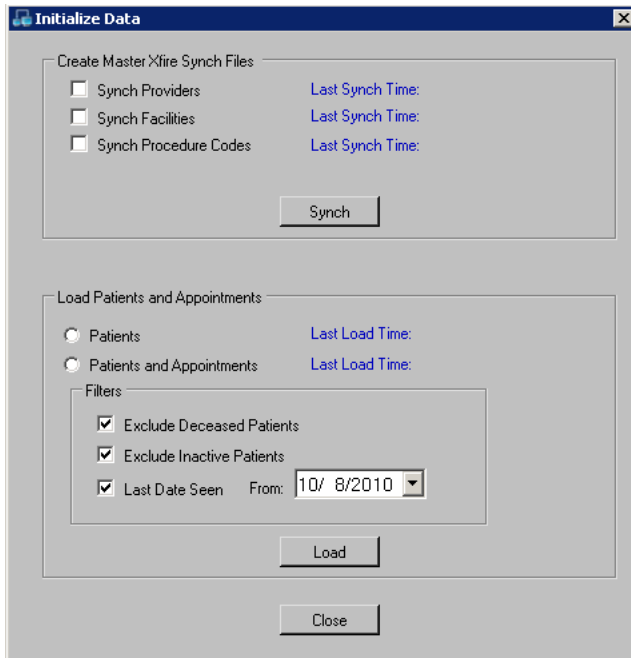 Initialize Data
Create Master Xfire Synch Files
Synch Providers Last Synch Time:
Synch Facilities Last Synch Time:
Synch Procedure Codes Last Synch Time:
Synch
Load Patients and Appointments
Patients Last Load Time:
Patients and Appointments Last Load Time:
Filters
Exclude Deceased Patients
Exclude Inactive Patients
Last Date Seen From: 10/ 8/2010
Load
Close